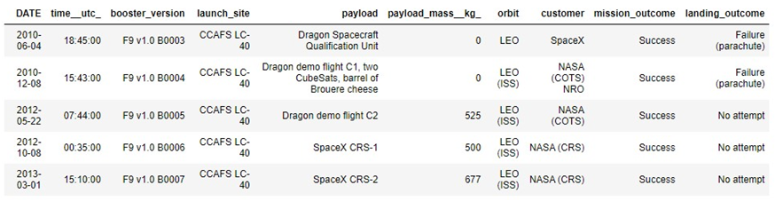 DATE time__utc_ booster_version launch_site payload payload_mass__kg_ orbit customer mission_outcome landing_outcome
2010-06-04 18:45:00 F9 v1.0 B0003 CCAFS LC-40 Dragon Spacecraft Qualification Unit 0 LEO SpaceX Success Failure (parachute)
2010-12-08 15:43:00 F9 v1.0 B0004 CCAFS LC-40 Dragon demo flight C1, two CubeSats, barrel of Brouere cheese 0 LEO (ISS) NASA (COTS) NRO Success Failure (parachute)
2012-05-22 07:44:00 F9 v1.0 B0005 CCAFS LC-40 Dragon demo flight C2 525 LEO (ISS) NASA (COTS) Success No attempt
2012-10-08 00:35:00 F9 v1.0 B0006 CCAFS LC-40 SpaceX CRS-1 500 LEO (ISS) NASA (CRS) Success No attempt
2013-03-01 15:10:00 F9 v1.0 B0007 CCAFS LC-40 SpaceX CRS-2 677 LEO (ISS) NASA (CRS) Success No attempt